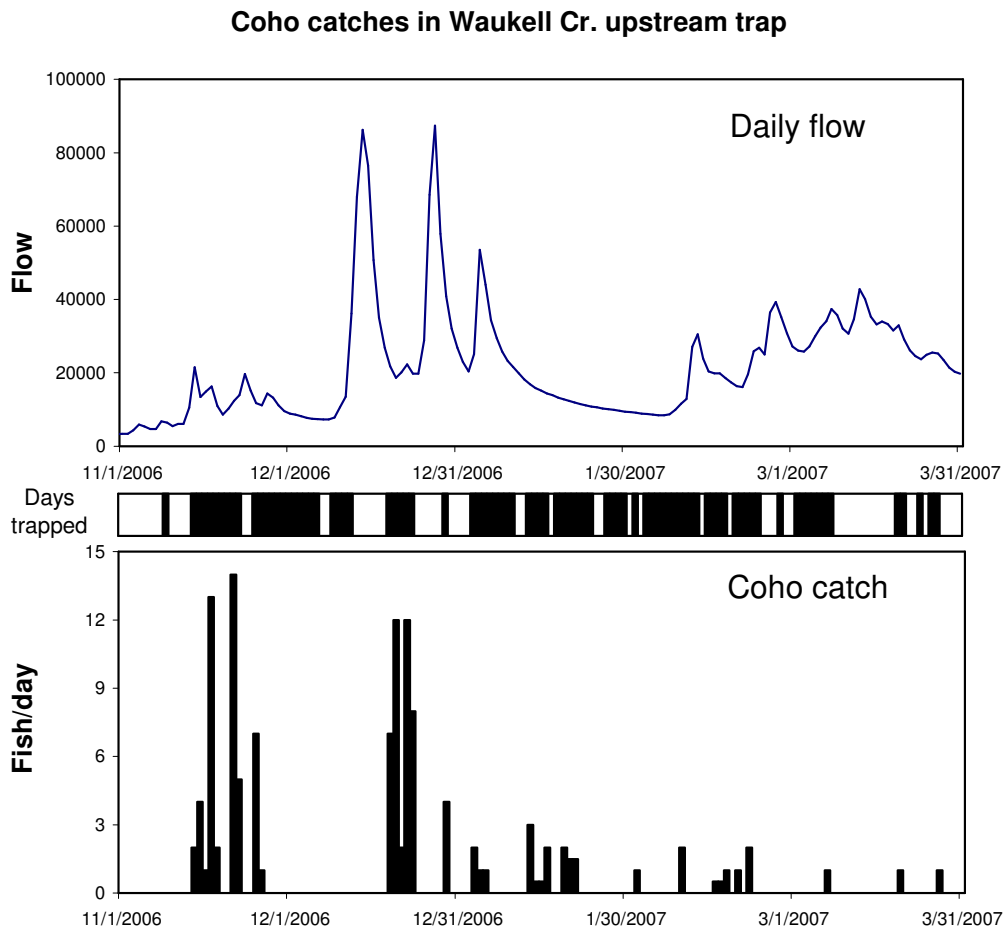 Coho catches in Waukell Cr. upstream trap
100000
80000
60000
40000
20000
0
Flow
Daily flow
11/1/2006 12/1/2006 12/31/2006 1/30/2007 3/1/2007 3/31/2007
Days
trapped
15
12
9
6
3
0
Fish/day
Coho catch
11/1/2006 12/1/2006 12/31/2006 1/30/2007 3/1/2007 3/31/2007